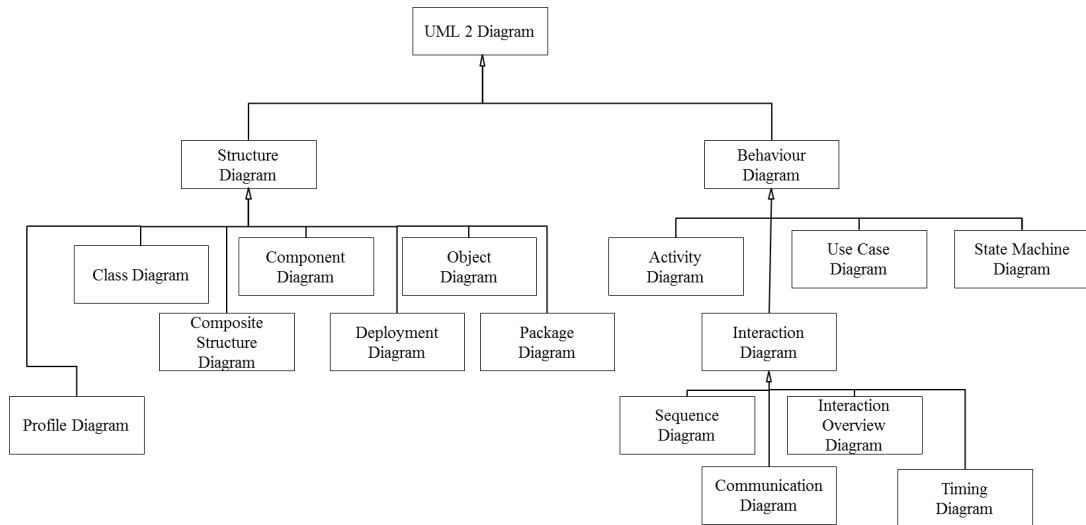 UML 2 Diagram
Structure
Diagram
Behaviour
Diagram
Class Diagram
Component
Diagram
Object
Diagram
Activity
Diagram
Use Case
Diagram
State Machine
Diagram
Composite
Structure
Diagram
Deployment
Diagram
Package
Diagram
Interaction
Diagram
Profile Diagram
Sequence
Diagram
Interaction
Overview
Diagram
Communication
Diagram
Timing
Diagram